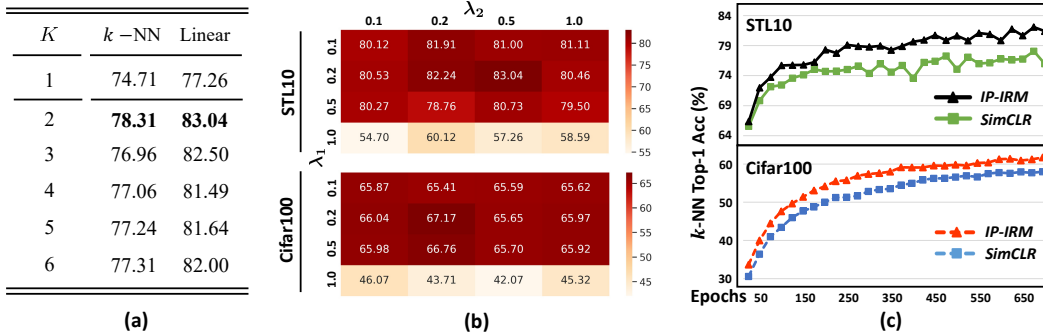 K k −NN Linear
1 74.71 77.26
2 78.31 83.04
3 76.96 82.50
4 77.06 81.49
5 77.24 81.64
6 77.31 82.00
(a)
λ2
0.1 0.2 0.5 1.0
λ1
STL10
0.1 80.12 81.91 81.00 81.11
0.2 80.53 82.24 83.04 80.46
0.5 80.27 78.76 80.73 79.50
1.0 54.70 60.12 57.26 58.59
80
75
70
65
60
55
Cifar100
0.1 65.87 65.41 65.59 65.62
0.2 66.04 67.17 65.65 65.97
0.5 65.98 66.76 65.70 65.92
1.0 46.07 43.71 42.07 45.32
65
60
55
50
45
(b)
k-NN Top-1 Acc (%)
STL10
84
79
74
69
64
IP-IRM
SimCLR
Cifar100
60
50
40
30
IP-IRM
SimCLR
Epochs 50 150 250 350 450 550 650
(c)